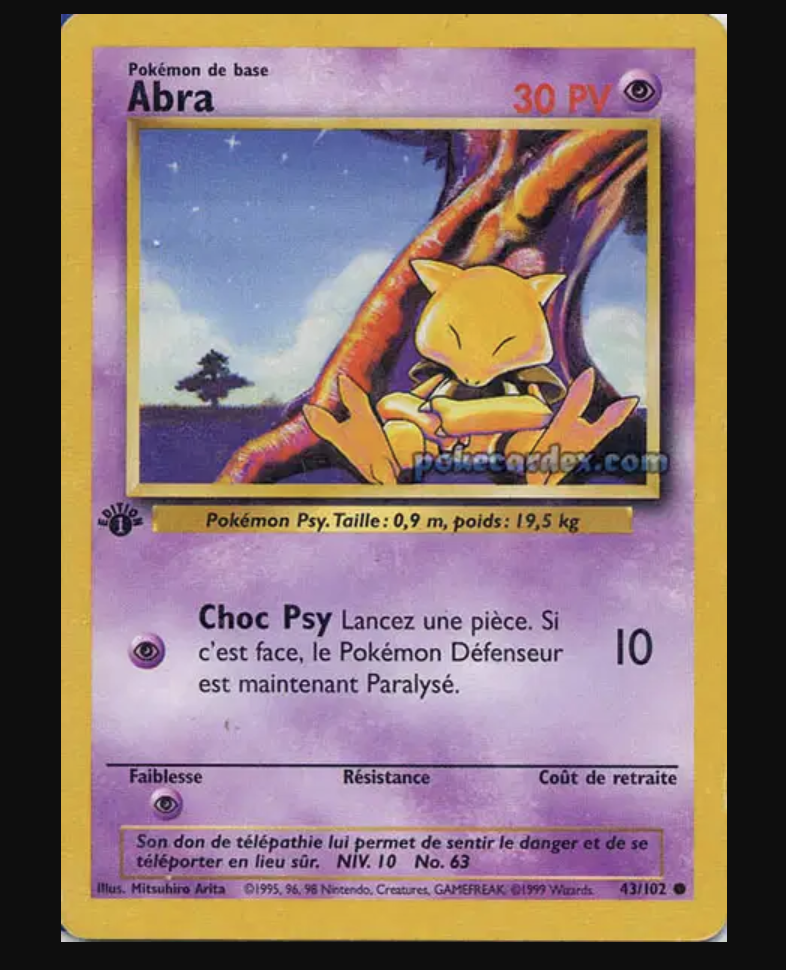 Pokémon de base
Abra
30 PV
pokecardex.com
EDITION
1
Pokémon Psy. Taille : 0,9 m, poids : 19,5 kg
Choc Psy Lancez une pièce. Si
c'est face, le Pokémon Défenseur
est maintenant Paralysé.
10
Faiblesse
Résistance
Coût de retraite
Son don de télépathie lui permet de sentir le danger et de se
téléporter en lieu sûr. NIV. 10 No. 63
Illus. Mitsuhiro Arita ©1995, 96, 98 Nintendo, Creatures, GAMEFREAK. ©1999 Wizards. 43/102